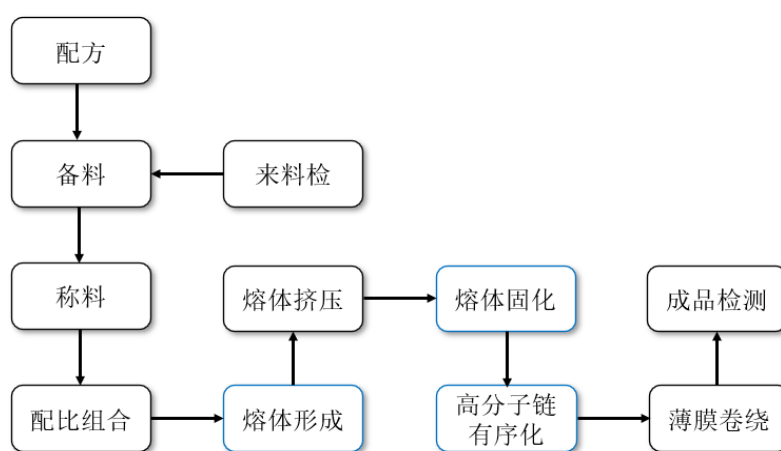 配方
备料
来料检
称料
熔体挤压
熔体固化
成品检测
配比组合
熔体形成
高分子链
有序化
薄膜卷绕